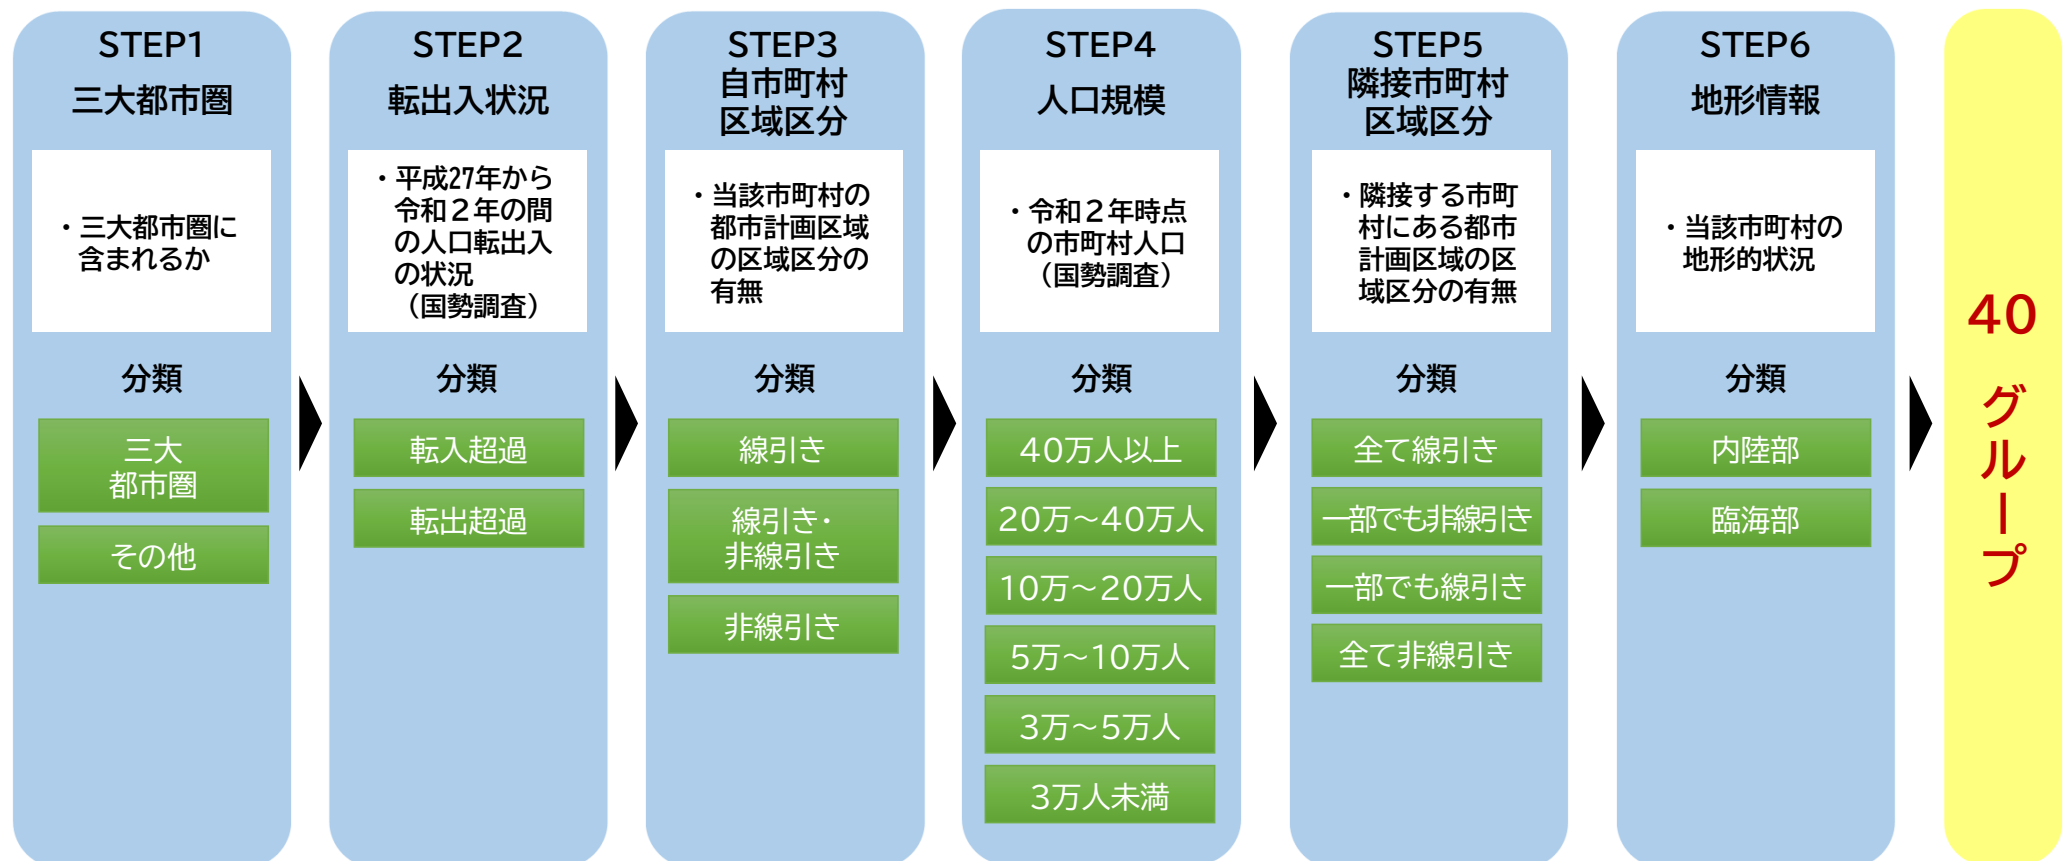 STEP1
三大都市圏
・三大都市圏に
含まれるか
分類
三大
都市圏
その他
STEP2
転出入状況
・平成27年から
令和２年の間
の人口転出入
の状況
（国勢調査）
分類
転入超過
転出超過
STEP3
自市町村
区域区分
・当該市町村の
都市計画区域
の区域区分の
有無
分類
線引き
線引き・
非線引き
非線引き
STEP4
人口規模
・令和２年時点
の市町村人口
（国勢調査）
分類
40万人以上
20万～40万人
10万～20万人
5万～10万人
3万～5万人
3万人未満
STEP5
隣接市町村
区域区分
・隣接する市町
村にある都市
計画区域の区
域区分の有無
分類
全て線引き
一部でも非線引き
一部でも線引き
全て非線引き
STEP6
地形情報
・当該市町村の
地形的状況
分類
内陸部
臨海部
40
グループ